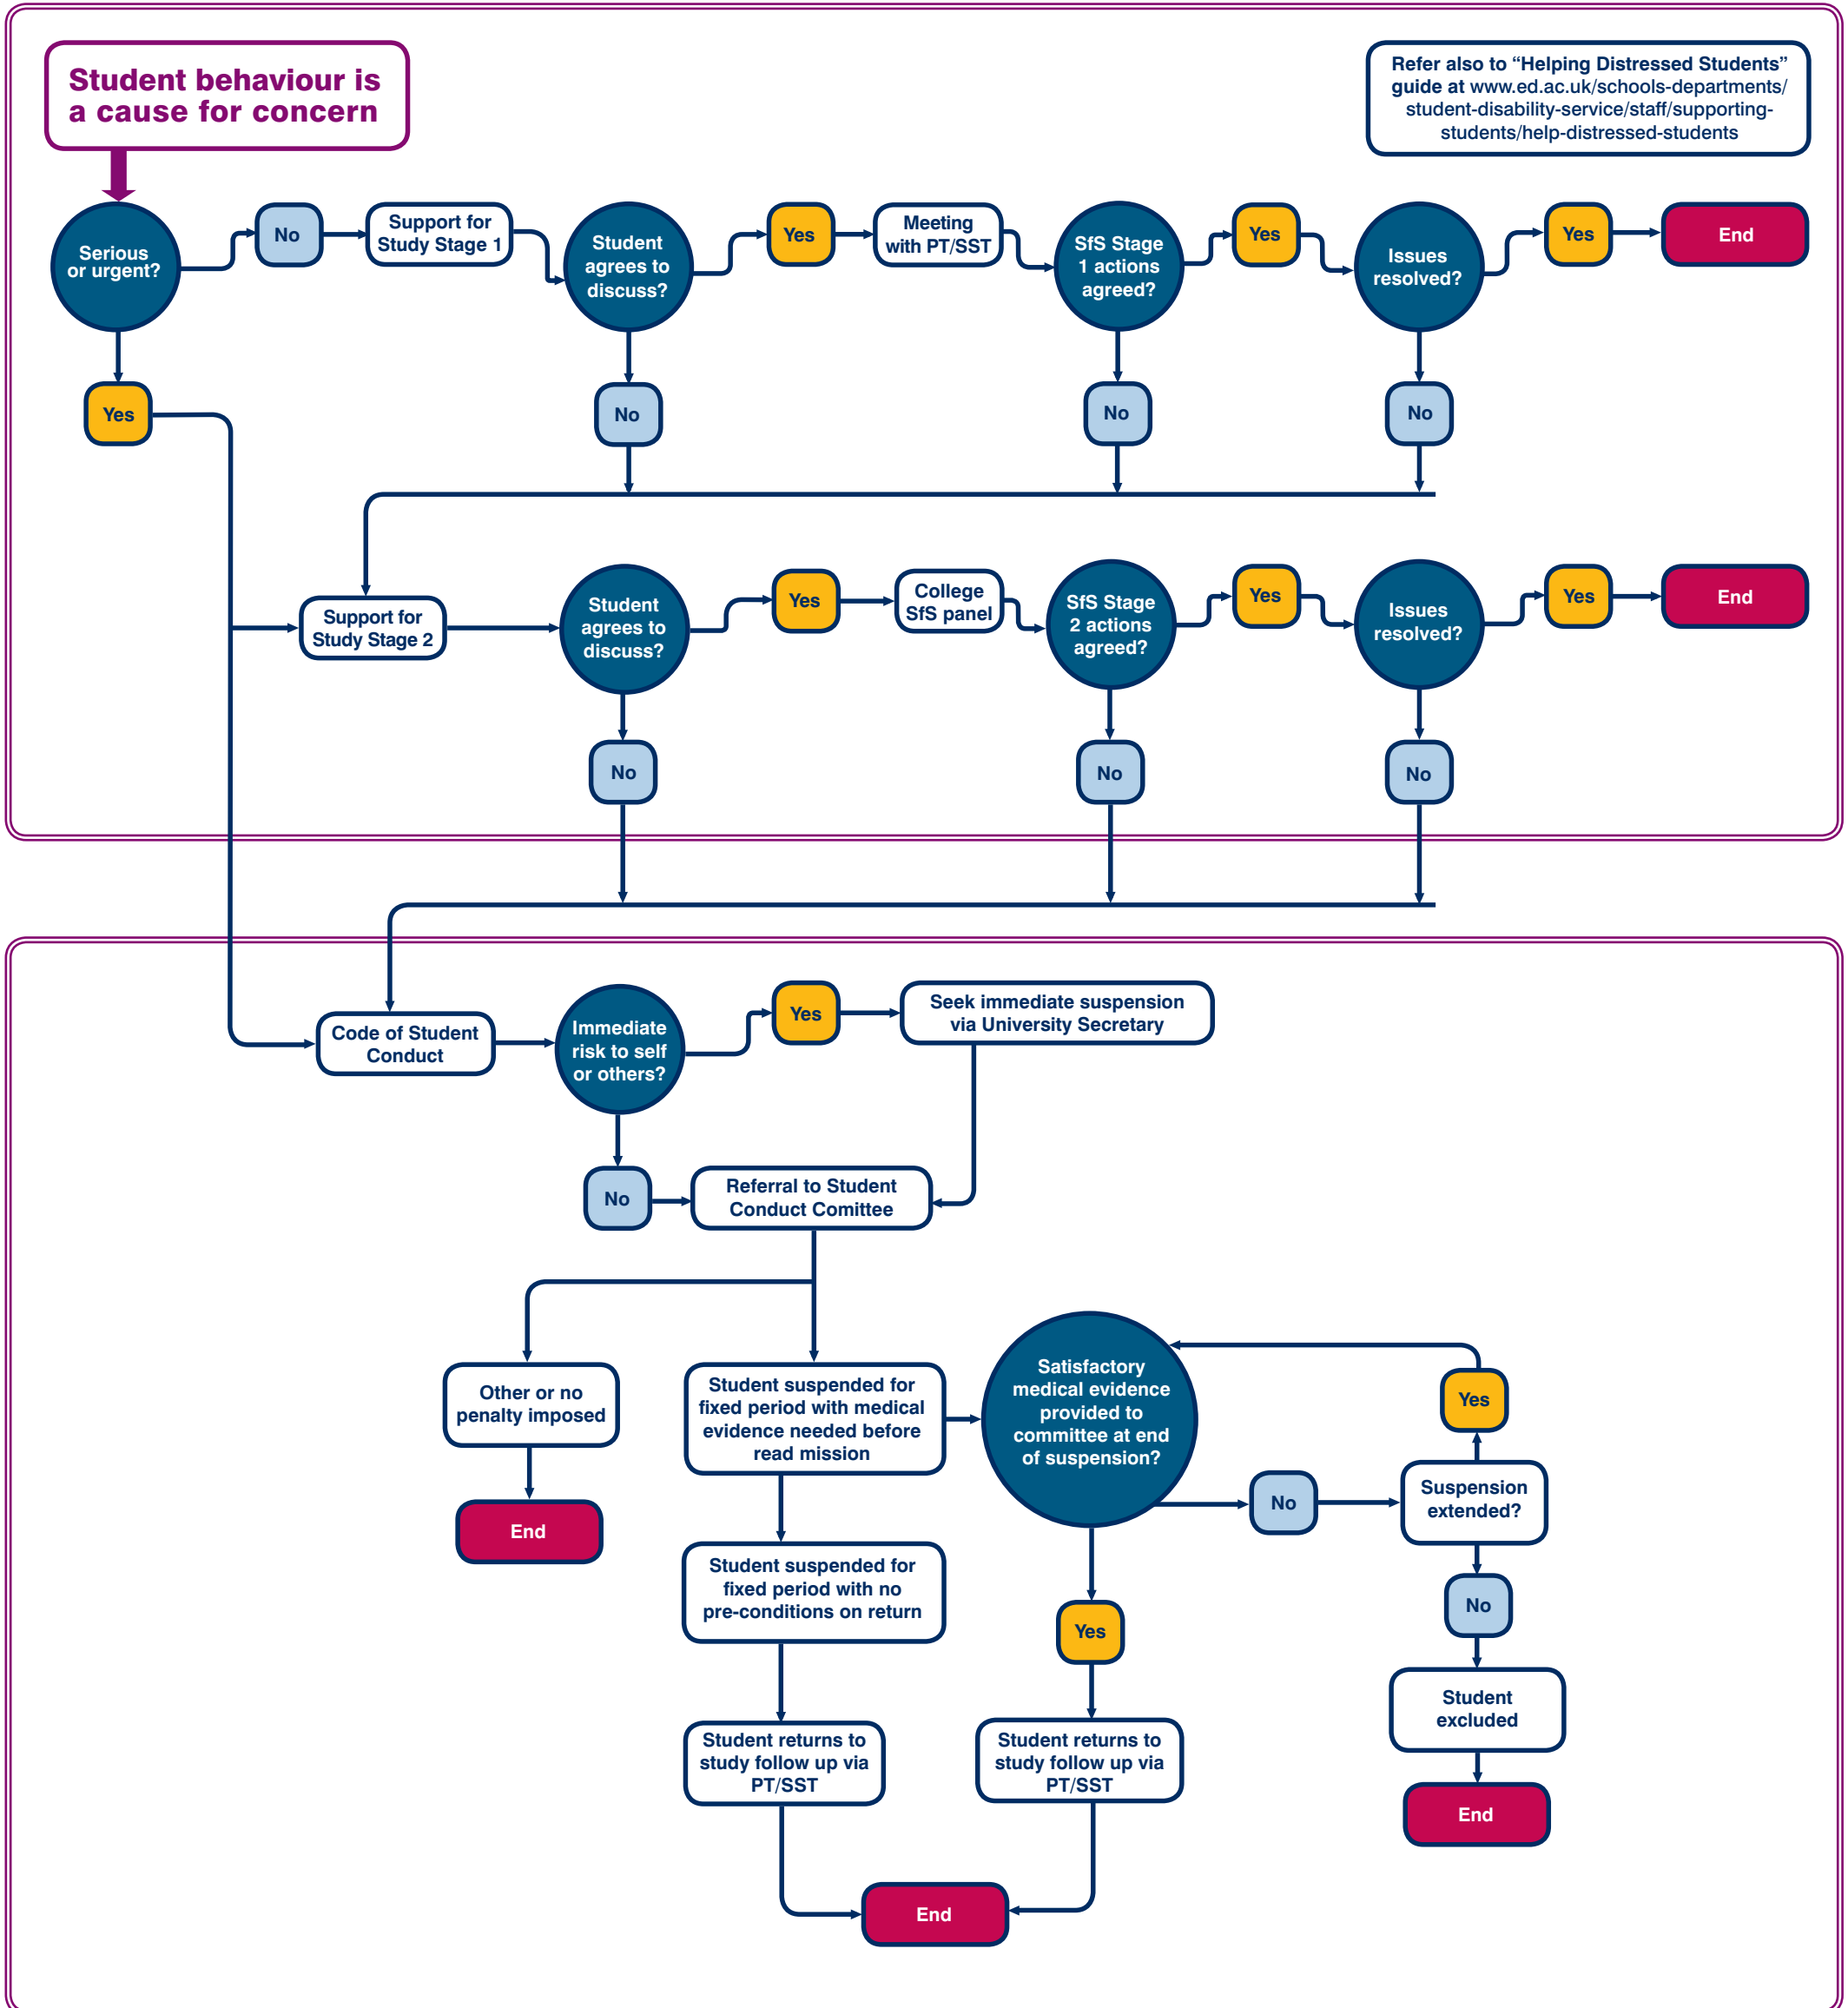 Student behaviour is
a cause for concern
Refer also to “Helping Distressed Students”
guide at www.ed.ac.uk/schools-departments/
student-disability-service/staff/supporting-
students/help-distressed-students
Serious
or urgent?
No
Support for
Study Stage 1
Student
agrees to
discuss?
Yes
Meeting
with PT/SST
SfS Stage
1 actions
agreed?
Yes
Issues
resolved?
Yes
End
Yes
No
No
No
Support for
Study Stage 2
Student
agrees to
discuss?
Yes
College
SfS panel
SfS Stage
2 actions
agreed?
Yes
Issues
resolved?
Yes
End
No
No
No
Code of Student
Conduct
Immediate
risk to self
or others?
Yes
Seek immediate suspension
via University Secretary
No
Referral to Student
Conduct Comittee
Other or no
penalty imposed
End
Student suspended for
fixed period with medical
evidence needed before
read mission
Satisfactory
medical evidence
provided to
committee at end
of suspension?
Yes
No
Suspension
extended?
Student suspended for
fixed period with no
pre-conditions on return
Yes
No
Student
excluded
End
Student returns to
study follow up via
PT/SST
Student returns to
study follow up via
PT/SST
End